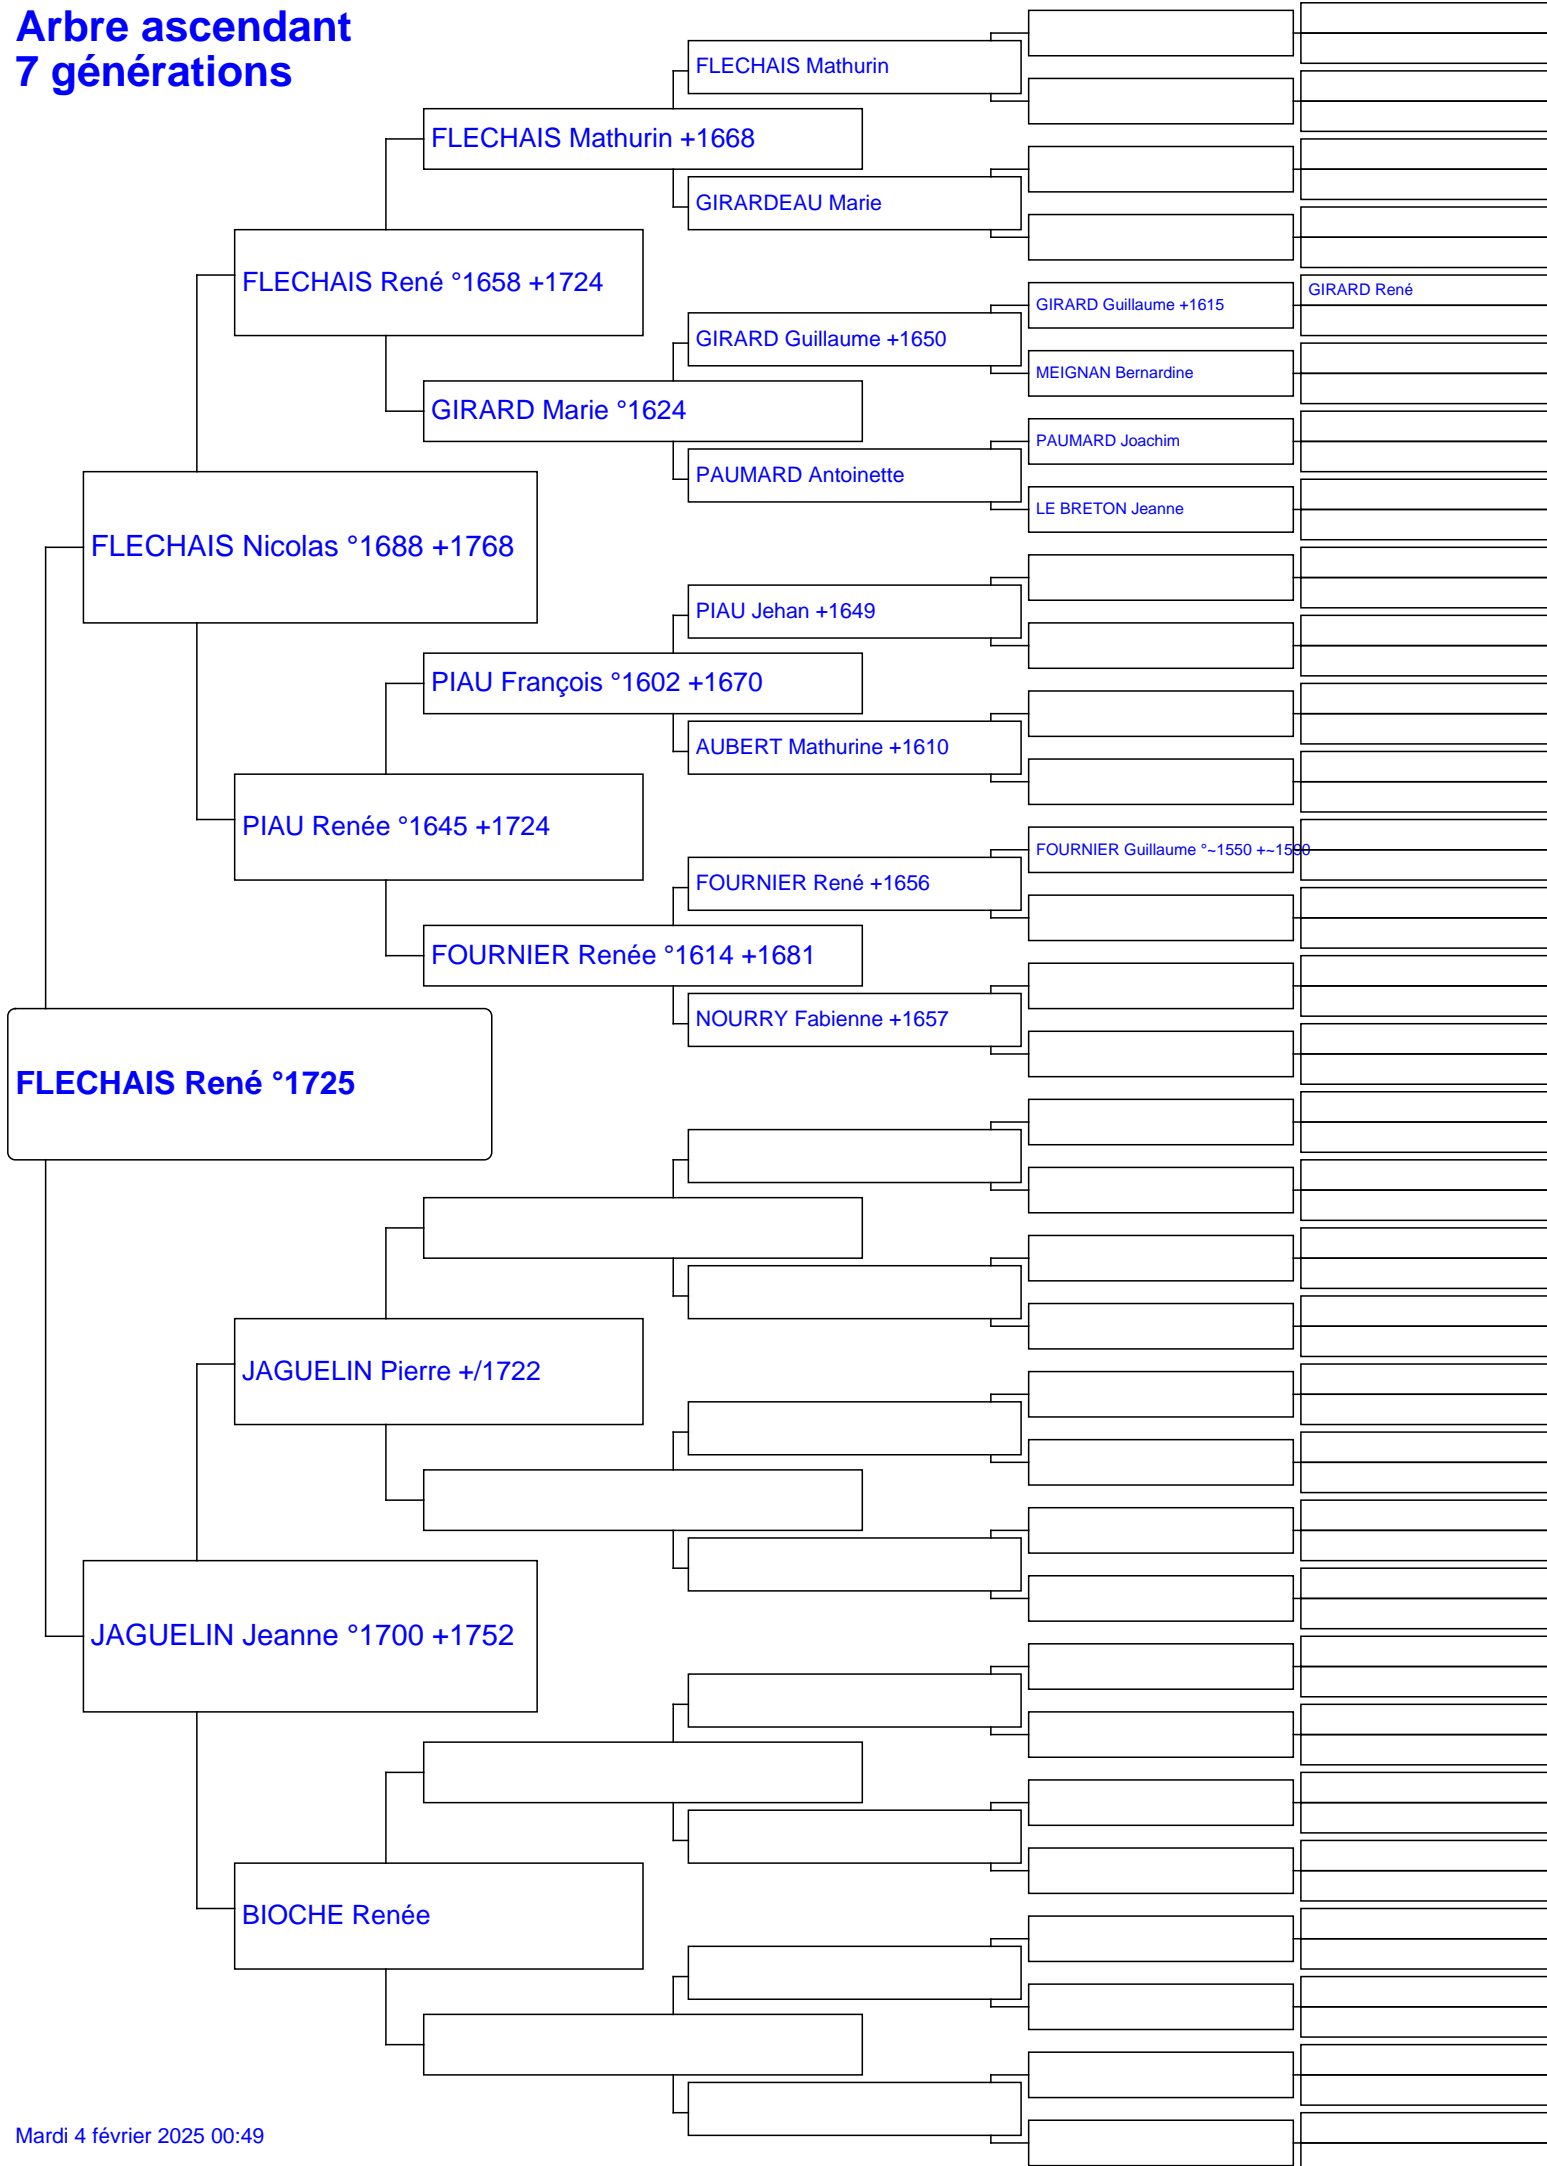 Arbre ascendant
7 générations
FLECHAIS Mathurin
FLECHAIS Mathurin +1668
GIRARDEAU Marie
FLECHAIS René °1658 +1724
GIRARD René
GIRARD Guillaume +1615
GIRARD Guillaume +1650
MEIGNAN Bernardine
GIRARD Marie °1624
PAUMARD Joachim
PAUMARD Antoinette
LE BRETON Jeanne
FLECHAIS Nicolas °1688 +1768
PIAU Jehan +1649
PIAU François °1602 +1670
AUBERT Mathurine +1610
PIAU Renée °1645 +1724
FOURNIER Guillaume °~1550 +~1590
FOURNIER René +1656
FOURNIER Renée °1614 +1681
NOURRY Fabienne +1657
FLECHAIS René °1725
JAGUELIN Pierre +/1722
JAGUELIN Jeanne °1700 +1752
BIOCHE Renée
Mardi 4 février 2025 00:49